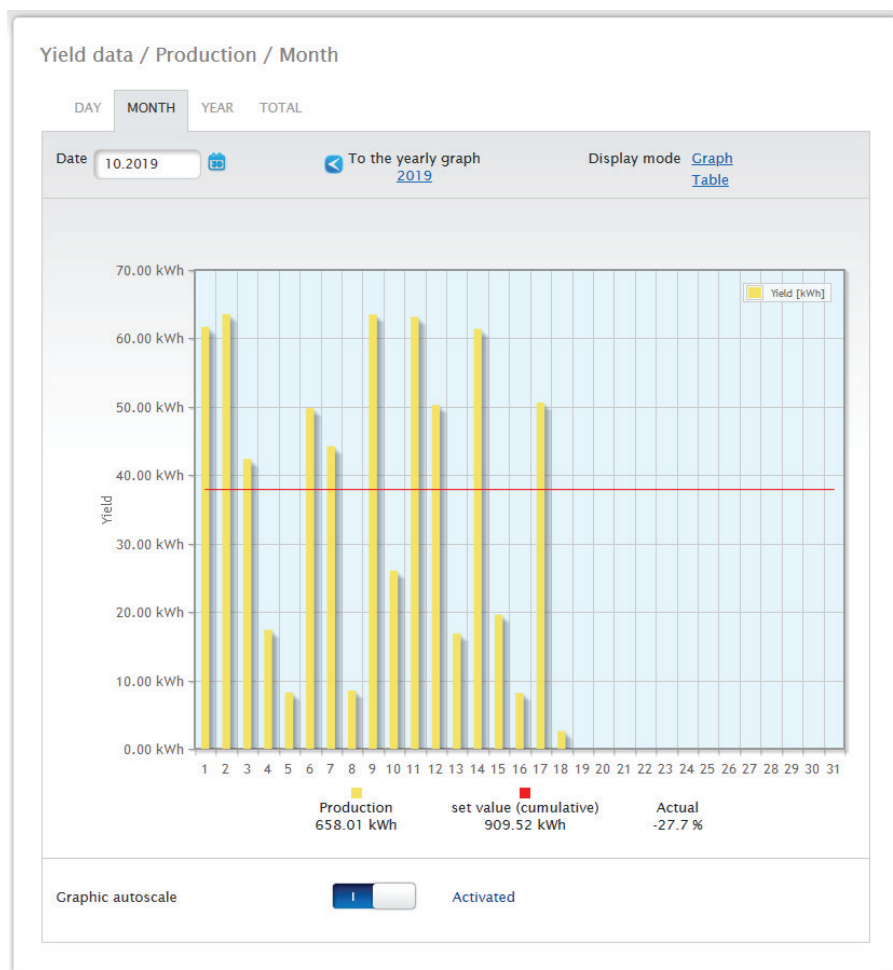 Yield data / Production / Month
DAY MONTH YEAR TOTAL
Date 10.2019 30 To the yearly graph Display mode Graph
2019 Table
70.00 kWh
Yield [kWh]
60.00 kWh
50.00 kWh
40.00 kWh
Yield
30.00 kWh
20.00 kWh
10.00 kWh
0.00 kWh
1 2 3 4 5 6 7 8 9 10 11 12 13 14 15 16 17 18 19 20 21 22 23 24 25 26 27 28 29 30 31
Production set value (cumulative) Actual
658.01 kWh 909.52 kWh -27.7 %
Graphic autoscale I Activated